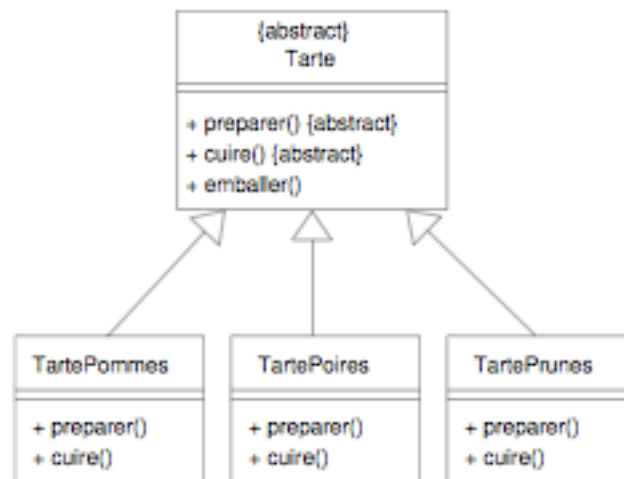 {abstract}
Tarte
+ preparer() {abstract}
+ cuire() {abstract}
+ emballer()
TartePommes
+ preparer()
+ cuire()
TartePoires
+ preparer()
+ cuire()
TartePrunes
+ preparer()
+ cuire()